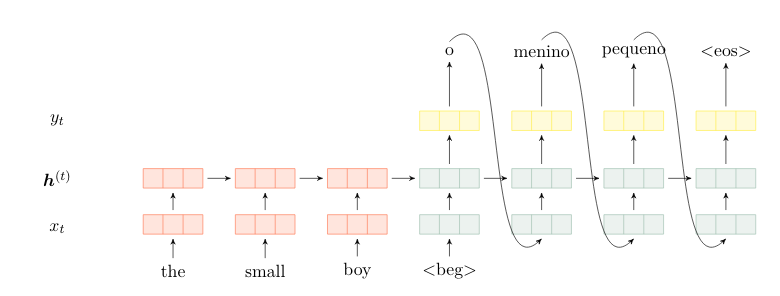 o menino pequeno <eos>
y_t
h^(t)
x_t
the small boy <beg>